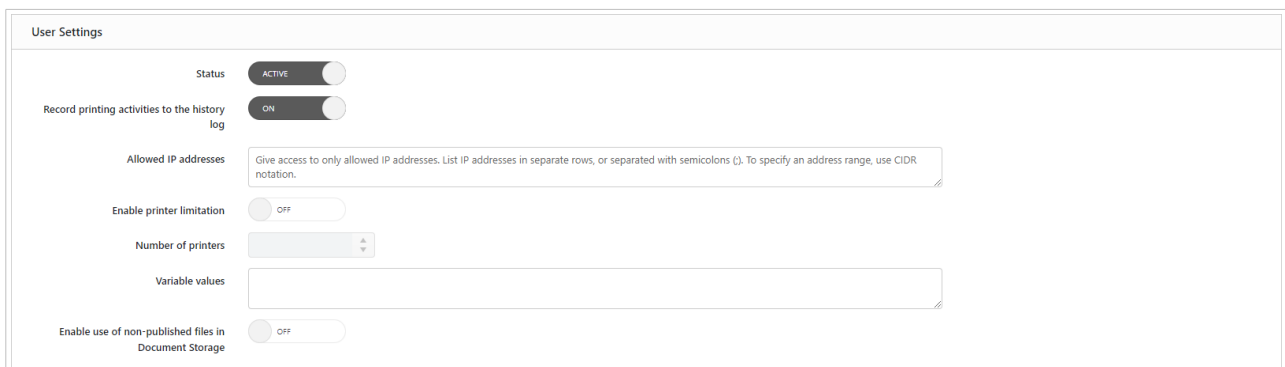 User Settings
Status
ACTIVE
Record printing activities to the history
log
ON
Allowed IP addresses
Give access to only allowed IP addresses. List IP addresses in separate rows, or separated with semicolons (;). To specify an address range, use CIDR
notation.
Enable printer limitation
OFF
Number of printers
Variable values
Enable use of non-published files in
Document Storage
OFF